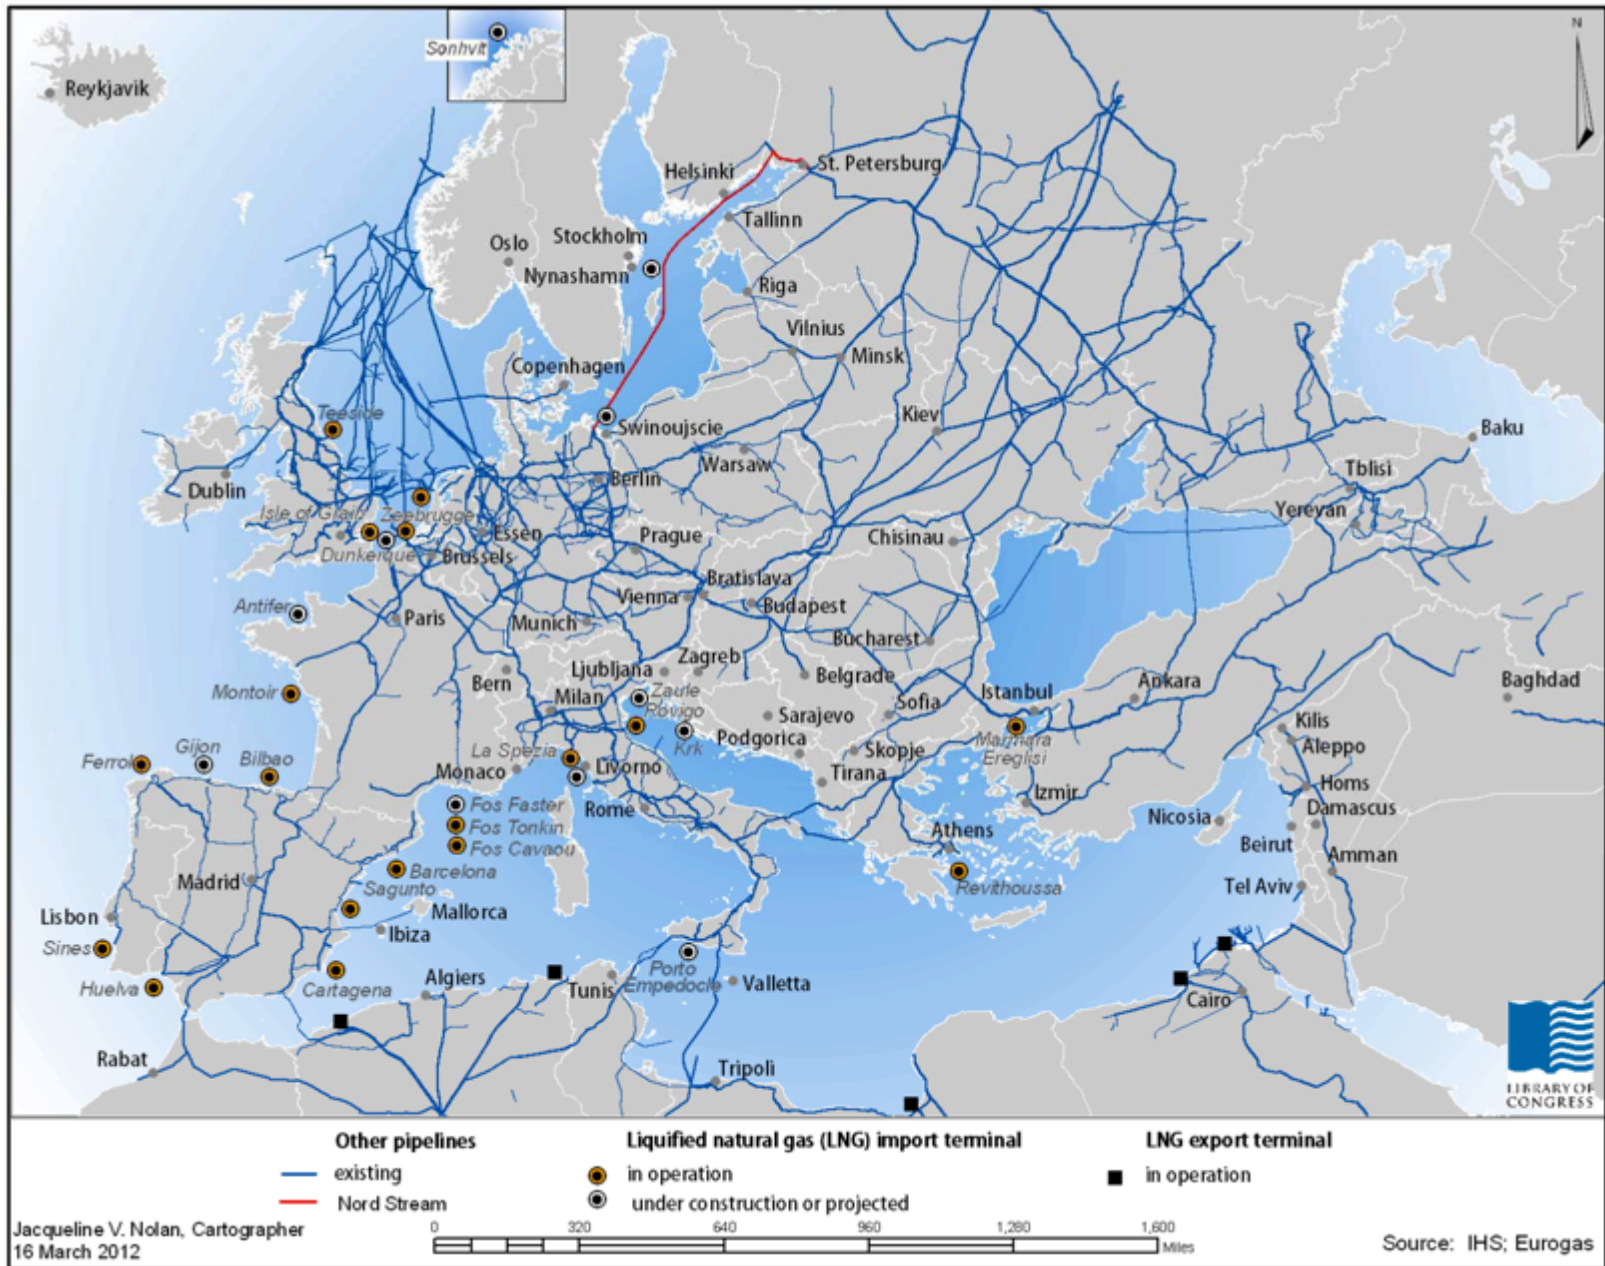 Sonhvit
N
Reykjavik
St. Petersburg
Helsinki
Tallinn
Stockholm
Oslo
Nynashamn
Riga
Vilnius
Minsk
Copenhagen
Teeside
Kiev
Swinoujscie
Baku
Warsaw
Tblisi
Berlin
Dublin
Isle of Grain
Zeebrugge
Yerevan
Essen
Prague
Chisinau
Dunkerque
Brussels
Bratislava
Vienna
Antifer
Budapest
Paris
Munich
Bucharest
Ljubljana
Zagreb
Belgrade
Bern
Ankara
Baghdad
Montoir
Zaule
Istanbul
Milan
Rovigo
Sarajevo
Sofia
Kilis
Podgorica
Marmara
Ereglisi
Krk
Gijon
La Spezia
Skopje
Aleppo
Ferrol
Bilbao
Livorno
Monaco
Tirana
Homs
Izmir
Fos Faster
Rome
Damascus
Nicosia
Fos Tonkin
Athens
Beirut
Fos Cavaou
Amman
Barcelona
Madrid
Sagunto
Revithoussa
Tel Aviv
Mallorca
Lisbon
Ibiza
Sines
Porto
Empedocle
Algiers
Valletta
Huelva
Cartagena
Tunis
Cairo
Rabat
Tripoli
LIBRARY OF
CONGRESS
Other pipelines
existing
Nord Stream
Liquified natural gas (LNG) import terminal
in operation
under construction or projected
LNG export terminal
in operation
Jacqueline V. Nolan, Cartographer
16 March 2012
0 320 640 960 1,280 1,600
Miles
Source: IHS; Eurogas